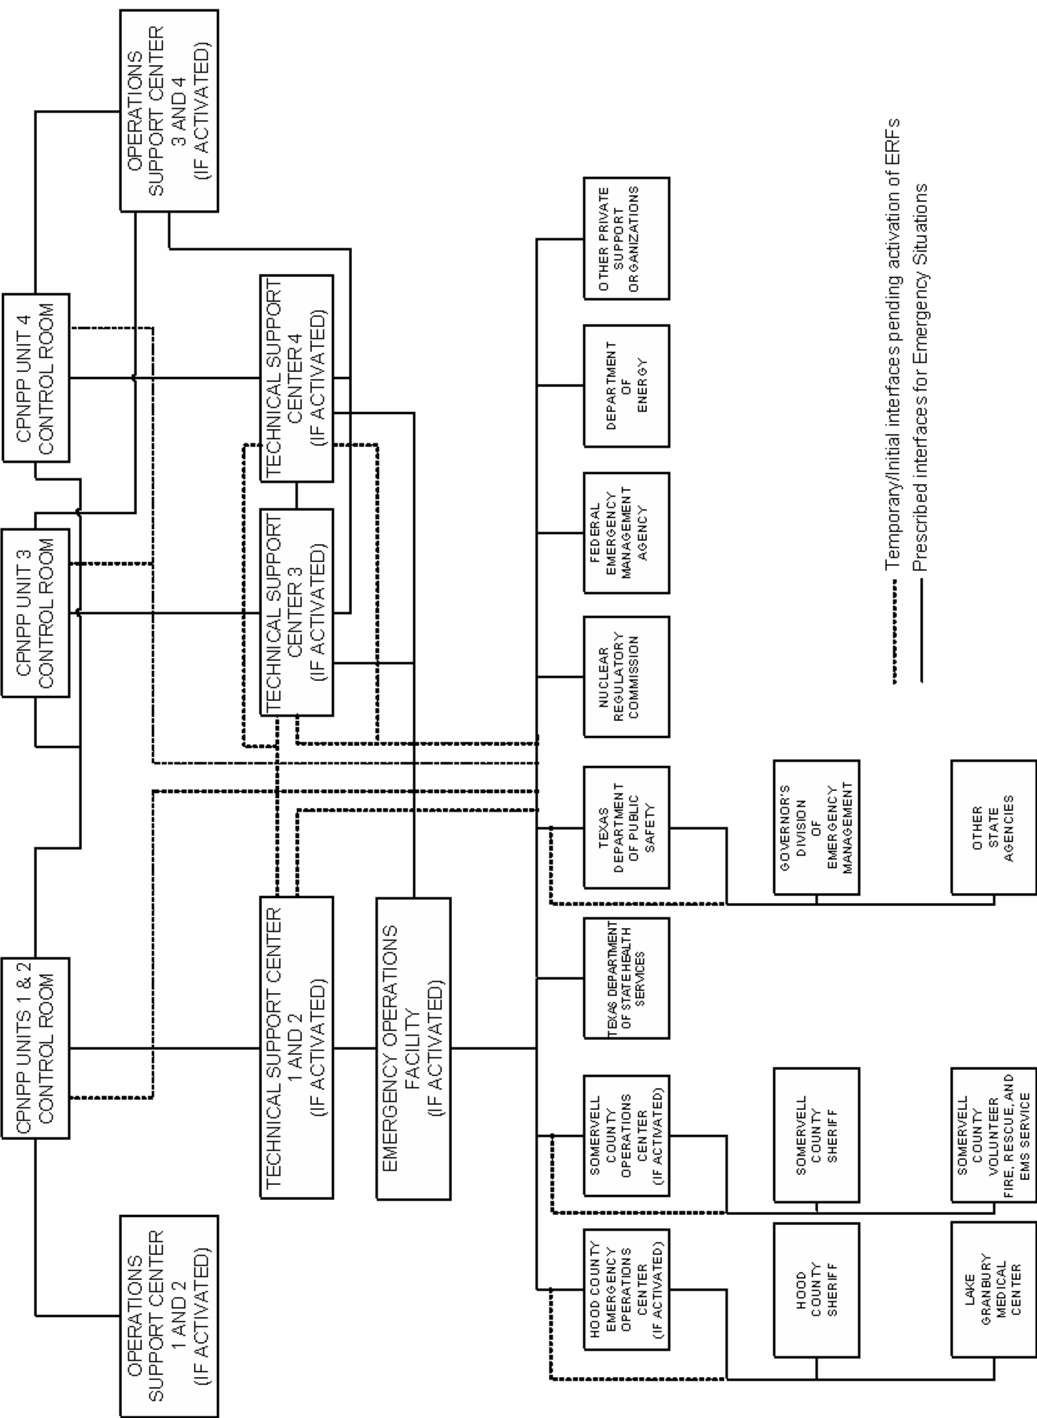 OPERATIONS
SUPPORT CENTER
1 AND 2
(IF ACTIVATED)
CPNPP UNITS 1 & 2
CONTROL ROOM
CPNPP UNIT 3
CONTROL ROOM
CPNPP UNIT 4
CONTROL ROOM
OPERATIONS
SUPPORT CENTER
3 AND 4
(IF ACTIVATED)
TECHNICAL SUPPORT CENTER
1 AND 2
(IF ACTIVATED)
TECHNICAL SUPPORT
CENTER 3
(IF ACTIVATED)
TECHNICAL SUPPORT
CENTER 4
(IF ACTIVATED)
EMERGENCY OPERATIONS
FACILITY
(IF ACTIVATED)
HOOD COUNTY
EMERGENCY
OPERATIONS
CENTER
(IF ACTIVATED)
SOMERVELL
COUNTY
OPERATIONS
CENTER
(IF ACTIVATED)
TEXAS DEPARTMENT
OF STATE HEALTH
SERVICES
TEXAS
DEPARTMENT
OF PUBLIC
SAFETY
NUCLEAR
REGULATORY
COMMISSION
FEDERAL
EMERGENCY
MANAGEMENT
AGENCY
DEPARTMENT
OF
ENERGY
OTHER PRIVATE
SUPPORT
ORGANIZATIONS
HOOD
COUNTY
SHERIFF
SOMERVELL
COUNTY
SHERIFF
GOVERNOR'S
DIVISION
OF
EMERGENCY
MANAGEMENT
LAKE
GRANBURY
MEDICAL
CENTER
SOMERVELL
COUNTY
VOLUNTEER
FIRE, RESCUE, AND
EMS SERVICE
OTHER
STATE
AGENCIES
Temporary/Initial interfaces pending activation of ERFs
Prescribed interfaces for Emergency Situations